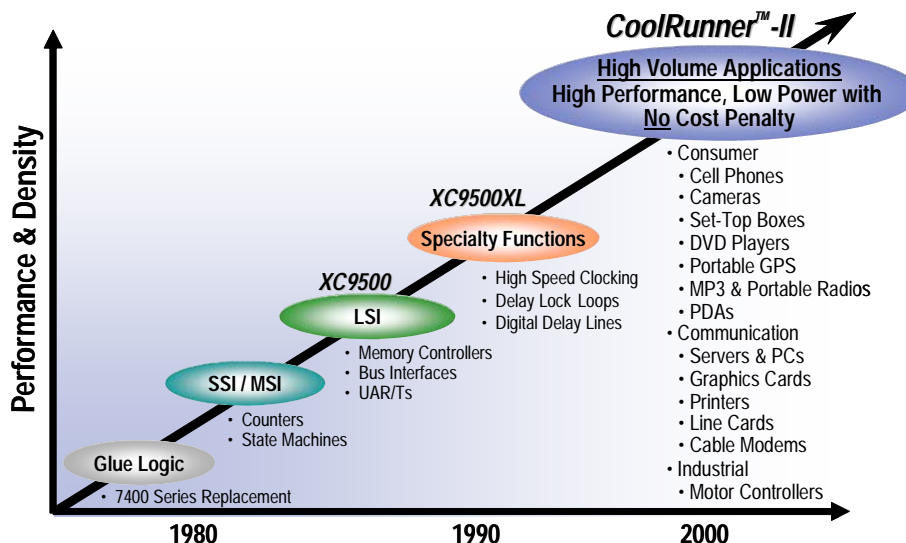 CoolRunner™-II
High Volume Applications
High Performance, Low Power with
No Cost Penalty
• Consumer
• Cell Phones
• Cameras
• Set-Top Boxes
• DVD Players
• Portable GPS
• MP3 & Portable Radios
• PDAs
• Communication
• Servers & PCs
• Graphics Cards
• Printers
• Line Cards
• Cable Modems
• Industrial
• Motor Controllers
XC9500XL
Specialty Functions
• High Speed Clocking
• Delay Lock Loops
• Digital Delay Lines
XC9500
LSI
• Memory Controllers
• Bus Interfaces
• UAR/Ts
SSI / MSI
• Counters
• State Machines
Glue Logic
• 7400 Series Replacement
Performance & Density
1980
1990
2000